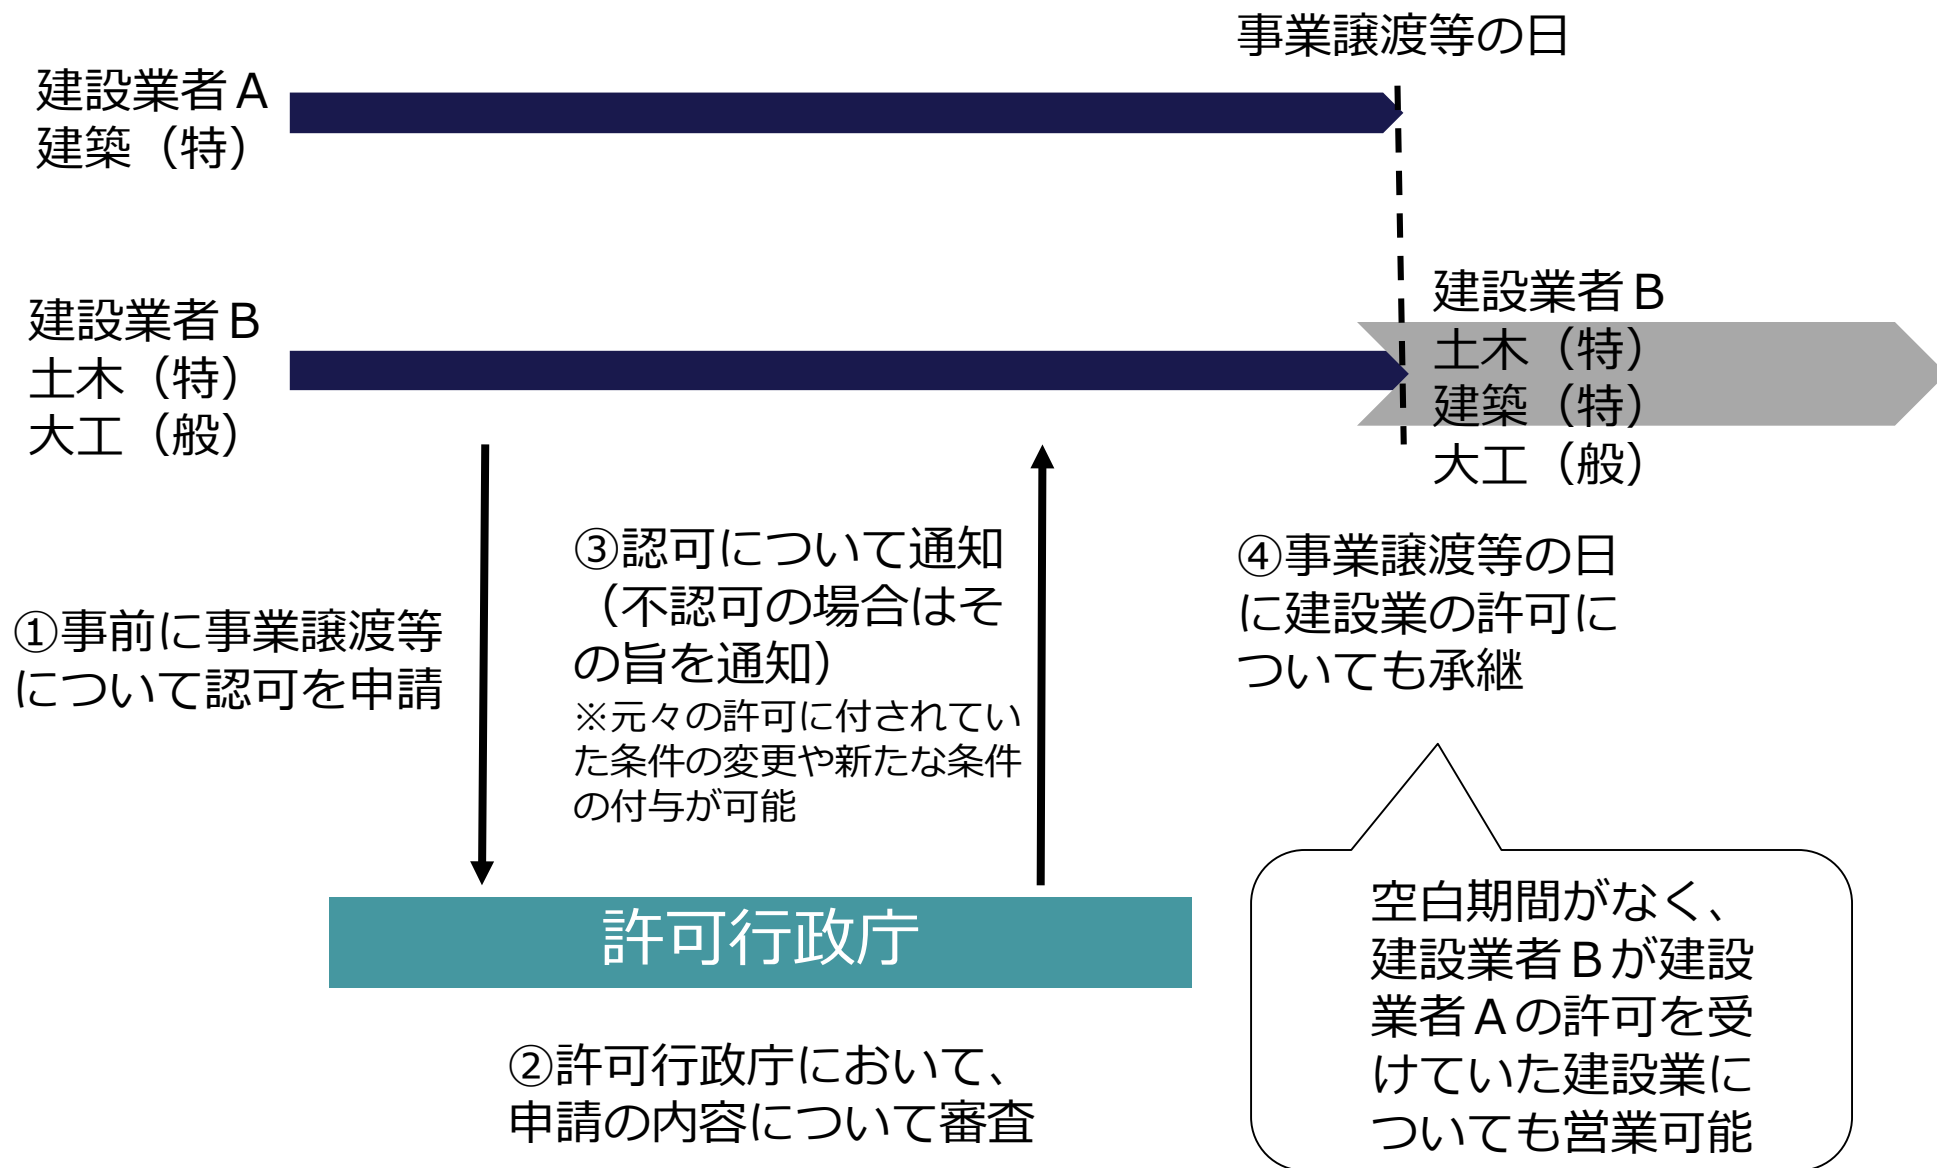 事業譲渡等の日
建設業者Ａ
建築（特）
建設業者Ｂ
土木（特）
大工（般）
建設業者Ｂ
土木（特）
建築（特）
大工（般）
①事前に事業譲渡等
について認可を申請
③認可について通知
（不認可の場合はそ
の旨を通知）
※元々の許可に付されてい
た条件の変更や新たな条件
の付与が可能
④事業譲渡等の日
に建設業の許可に
ついても承継
許可行政庁
②許可行政庁において、
申請の内容について審査
空白期間がなく、
建設業者Ｂが建設
業者Ａの許可を受
けていた建設業に
ついても営業可能